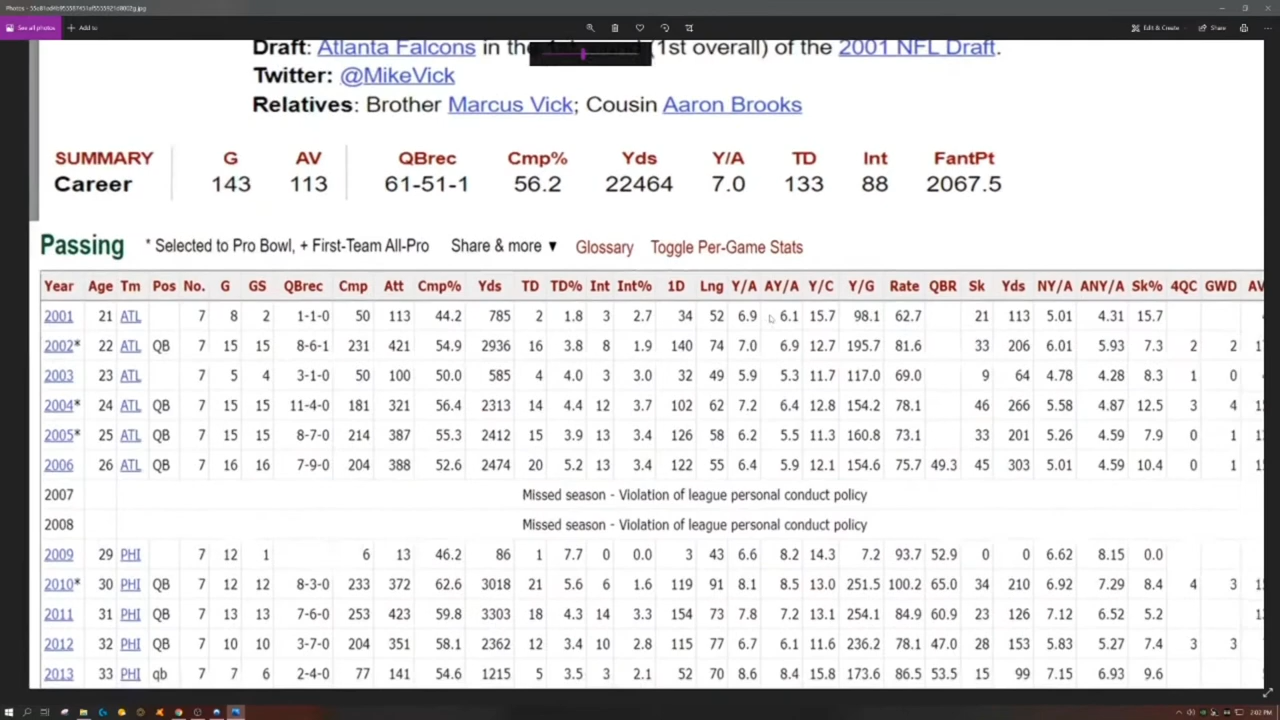 Photos - 55c81ad4b953587451af5555921d8802g.jpg
See all photos + Add to Edit & Create Share
Draft: Atlanta Falcons in the (1st overall) of the 2001 NFL Draft.
Twitter: @MikeVick
Relatives: Brother Marcus Vick; Cousin Aaron Brooks
SUMMARY G AV QBrec Cmp% Yds Y/A TD Int FantPt
Career 143 113 61-51-1 56.2 22464 7.0 133 88 2067.5
Passing * Selected to Pro Bowl, + First-Team All-Pro Share & more ▼ Glossary Toggle Per-Game Stats
Year Age Tm Pos No. G GS QBrec Cmp Att Cmp% Yds TD TD% Int Int% 1D Lng Y/A AY/A Y/C Y/G Rate QBR Sk Yds NY/A ANY/A Sk% 4QC GWD AV
2001 21 ATL 7 8 2 1-1-0 50 113 44.2 785 2 1.8 3 2.7 34 52 6.9 6.1 15.7 98.1 62.7 21 113 5.01 4.31 15.7
2002* 22 ATL QB 7 15 15 8-6-1 231 421 54.9 2936 16 3.8 8 1.9 140 74 7.0 6.9 12.7 195.7 81.6 33 206 6.01 5.93 7.3 2 2
2003 23 ATL 7 5 4 3-1-0 50 100 50.0 585 4 4.0 3 3.0 32 49 5.9 5.3 11.7 117.0 69.0 9 64 4.78 4.28 8.3 1 0
2004* 24 ATL QB 7 15 15 11-4-0 181 321 56.4 2313 14 4.4 12 3.7 102 62 7.2 6.4 12.8 154.2 78.1 46 266 5.58 4.87 12.5 3 4
2005* 25 ATL QB 7 15 15 8-7-0 214 387 55.3 2412 15 3.9 13 3.4 126 58 6.2 5.5 11.3 160.8 73.1 33 201 5.26 4.59 7.9 0 1
2006 26 ATL QB 7 16 16 7-9-0 204 388 52.6 2474 20 5.2 13 3.4 122 55 6.4 5.9 12.1 154.6 75.7 49.3 45 303 5.01 4.59 10.4 0 1
2007 Missed season - Violation of league personal conduct policy
2008 Missed season - Violation of league personal conduct policy
2009 29 PHI 7 12 1 6 13 46.2 86 1 7.7 0 0.0 3 43 6.6 8.2 14.3 7.2 93.7 52.9 0 0 6.62 8.15 0.0
2010* 30 PHI QB 7 12 12 8-3-0 233 372 62.6 3018 21 5.6 6 1.6 119 91 8.1 8.5 13.0 251.5 100.2 65.0 34 210 6.92 7.29 8.4 4 3
2011 31 PHI QB 7 13 13 7-6-0 253 423 59.8 3303 18 4.3 14 3.3 154 73 7.8 7.2 13.1 254.1 84.9 60.9 23 126 7.12 6.52 5.2
2012 32 PHI QB 7 10 10 3-7-0 204 351 58.1 2362 12 3.4 10 2.8 115 77 6.7 6.1 11.6 236.2 78.1 47.0 28 153 5.83 5.27 7.4 3 3
2013 33 PHI qb 7 7 6 2-4-0 77 141 54.6 1215 5 3.5 3 2.1 52 70 8.6 8.4 15.8 173.6 86.5 53.5 15 99 7.15 6.93 9.6
2:02 PM